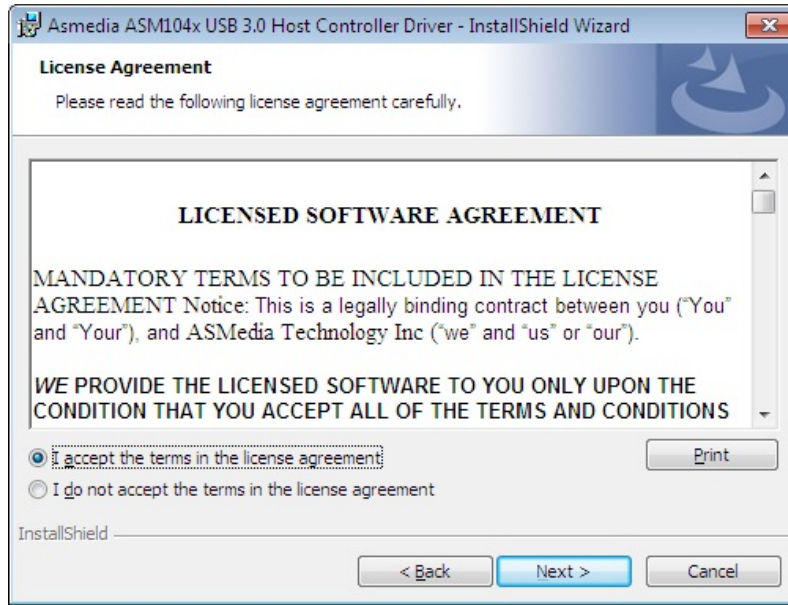 Asmedia ASM104x USB 3.0 Host Controller Driver - InstallShield Wizard
License Agreement
Please read the following license agreement carefully.
LICENSED SOFTWARE AGREEMENT
MANDATORY TERMS TO BE INCLUDED IN THE LICENSE
AGREEMENT Notice: This is a legally binding contract between you (“You”
and “Your”), and ASMedia Technology Inc (“we” and “us” or “our”).
WE PROVIDE THE LICENSED SOFTWARE TO YOU ONLY UPON THE
CONDITION THAT YOU ACCEPT ALL OF THE TERMS AND CONDITIONS
I accept the terms in the license agreement
Print
I do not accept the terms in the license agreement
InstallShield
< Back
Next >
Cancel